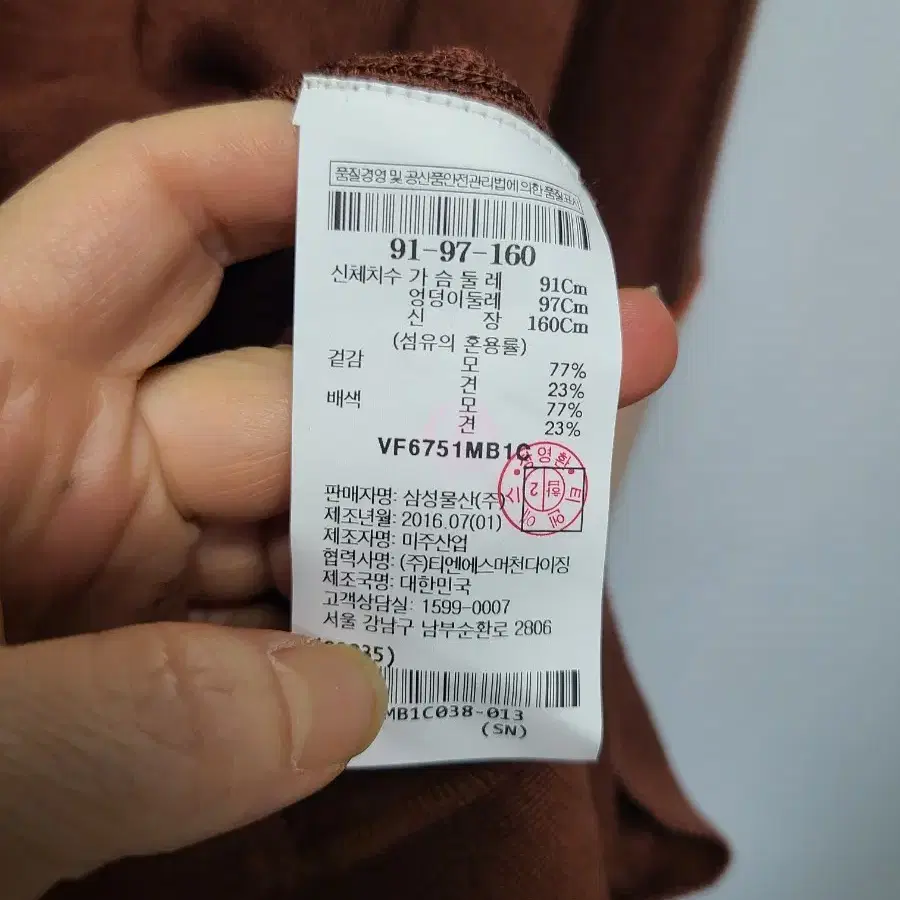 품질경영 및 공산품안전관리법에 의한 품질표시
91-97-160
신체치수 가 슴 둘 레 91Cm
엉덩이둘레 97Cm
신 장 160Cm
(섬유의 혼용률)
겉감 모 77%
견 23%
배색 모 77%
견 23%
VF6751MB1C
판매자명: 삼성물산(주)
제조년월: 2016.07(01)
제조자명: 미주산업
협력사명: (주)티엔에스머천다이징
제조국명: 대한민국
고객상담실: 1599-0007
서울 강남구 남부순환로 2806
MB1C038-013
(SN)